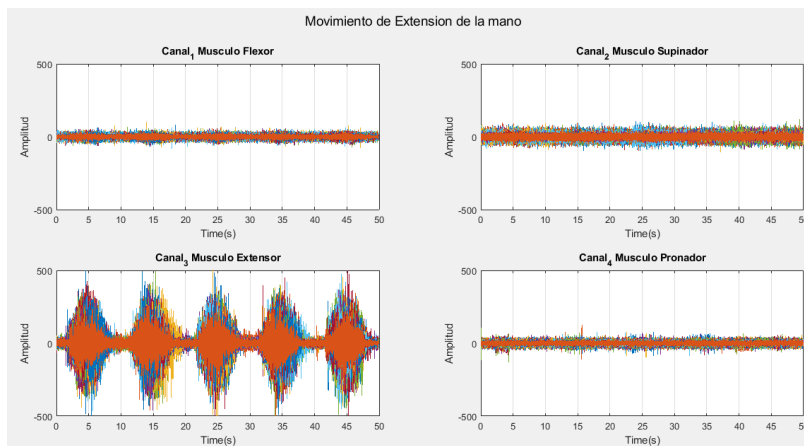 Movimiento de Extension de la mano
Canal1 Musculo Flexor
500
0
-500
Amplitud
0 5 10 15 20 25 30 35 40 45 50
Time(s)
Canal2 Musculo Supinador
500
0
-500
Amplitud
0 5 10 15 20 25 30 35 40 45 50
Time(s)
Canal3 Musculo Extensor
500
0
-500
Amplitud
0 5 10 15 20 25 30 35 40 45 50
Time(s)
Canal4 Musculo Pronador
500
0
-500
Amplitud
0 5 10 15 20 25 30 35 40 45 50
Time(s)